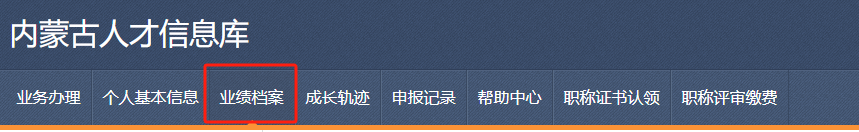 内蒙古人才信息库
业务办理 个人基本信息 业绩档案 成长轨迹 申报记录 帮助中心 职称证书认领 职称评审缴费